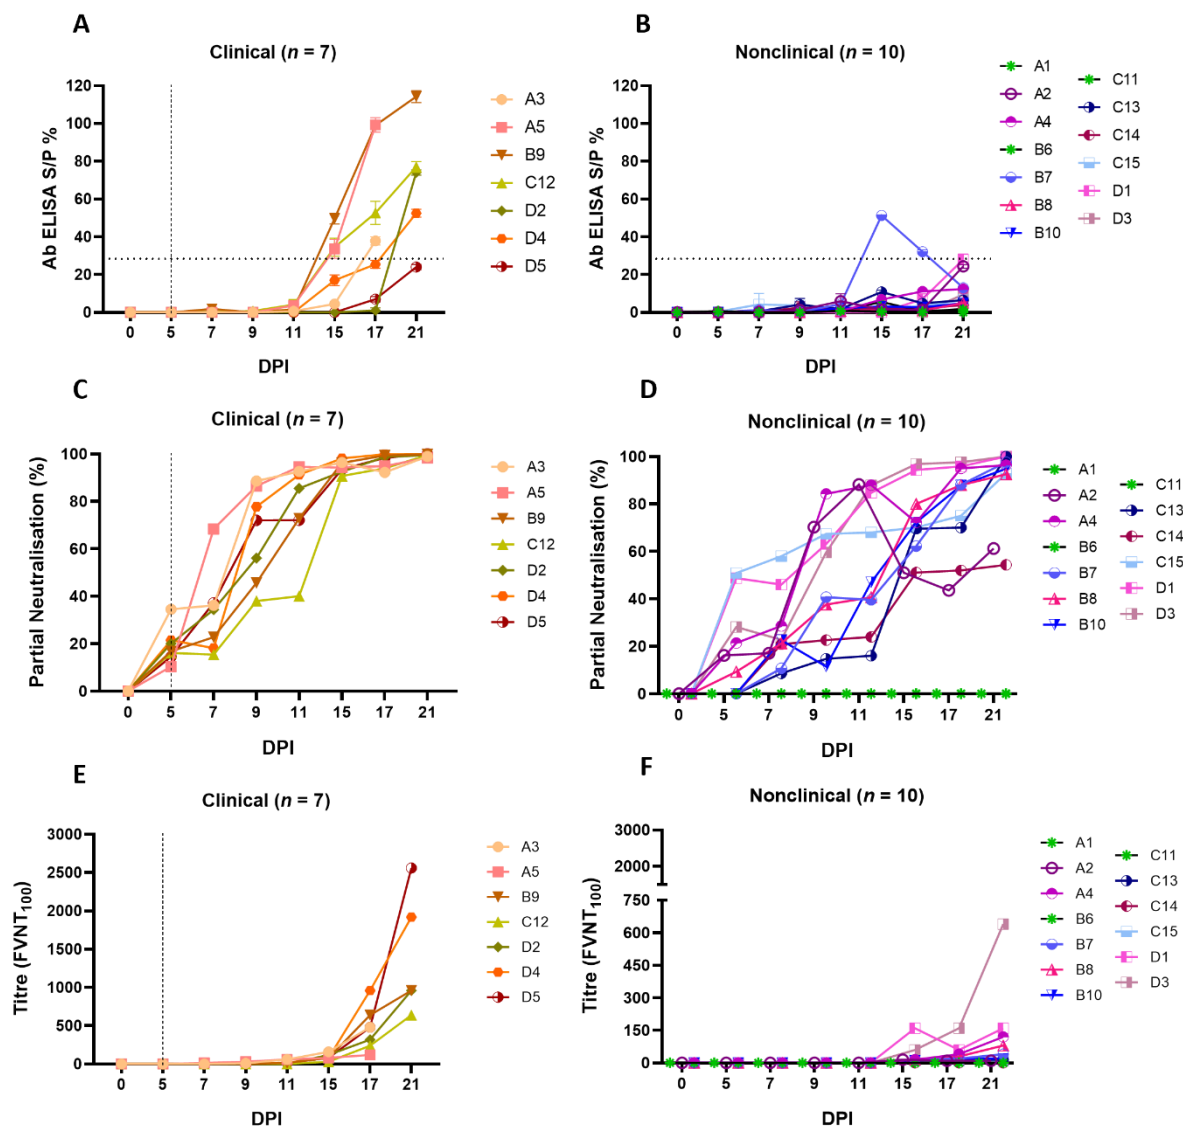 A
Clinical (n = 7)
Ab ELISA S/P %
120
100
80
60
40
20
0
0 5 7 9 11 15 17 21
DPI
A3
A5
B9
C12
D2
D4
D5
B
Nonclinical (n = 10)
Ab ELISA S/P %
120
100
80
60
40
20
0
0 5 7 9 11 15 17 21
DPI
A1
A2
A4
B6
B7
B8
B10
C11
C13
C14
C15
D1
D3
C
Clinical (n = 7)
Partial Neutralisation (%)
100
80
60
40
20
0
0 5 7 9 11 15 17 21
DPI
A3
A5
B9
C12
D2
D4
D5
D
Nonclinical (n = 10)
Partial Neutralisation (%)
100
80
60
40
20
0
0 5 7 9 11 15 17 21
DPI
A1
A2
A4
B6
B7
B8
B10
C11
C13
C14
C15
D1
D3
E
Clinical (n = 7)
Titre (FVNT100)
3000
2500
2000
1500
1000
500
0
0 5 7 9 11 15 17 21
DPI
A3
A5
B9
C12
D2
D4
D5
F
Nonclinical (n = 10)
Titre (FVNT100)
3000
2000
1000
750
600
450
300
150
0
0 5 7 9 11 15 17 21
DPI
A1
A2
A4
B6
B7
B8
B10
C11
C13
C14
C15
D1
D3